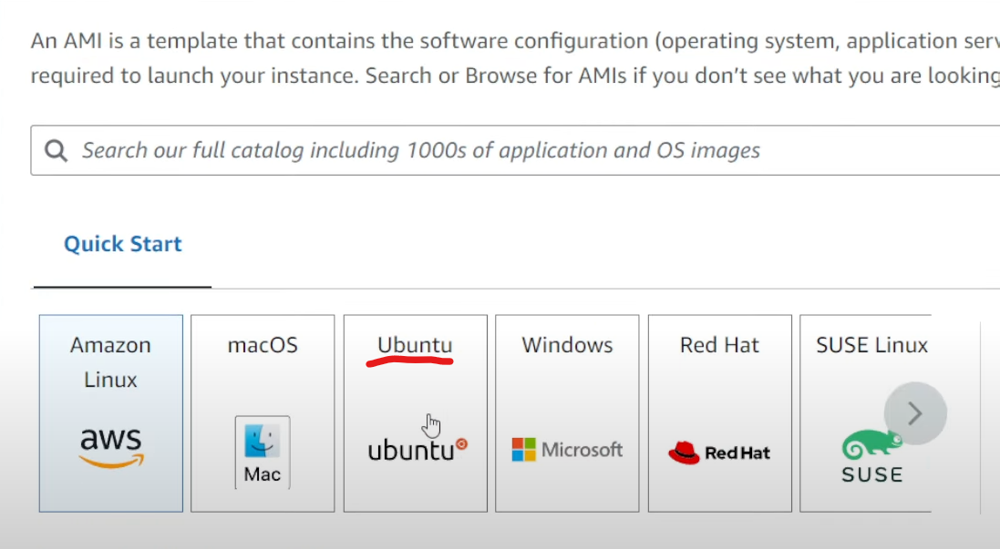 An AMI is a template that contains the software configuration (operating system, application serv
required to launch your instance. Search or Browse for AMIs if you don’t see what you are looking
Search our full catalog including 1000s of application and OS images
Quick Start
Amazon
Linux
aws
macOS
Mac
Ubuntu
ubuntu
Windows
Microsoft
Red Hat
RedHat
SUSE Linux
SUSE